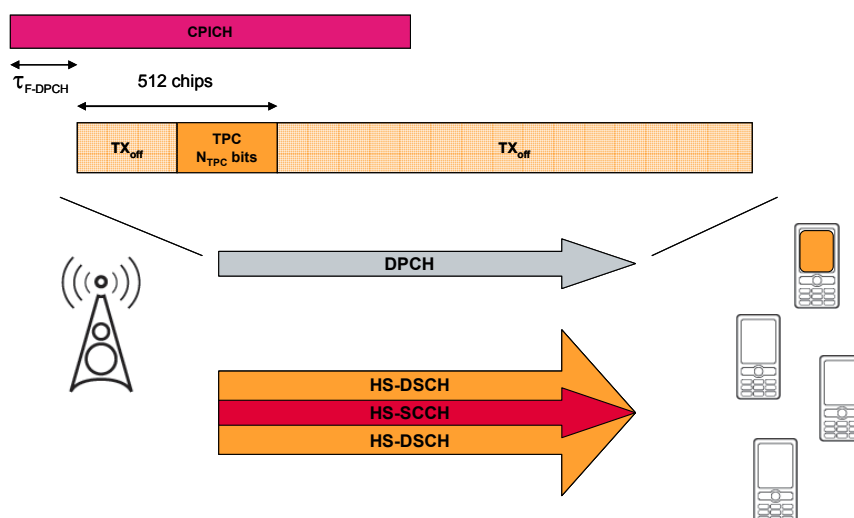 CPICH
τF-DPCH
512 chips
TXoff
TPC
NTPC bits
TXoff
DPCH
HS-DSCH
HS-SCCH
HS-DSCH